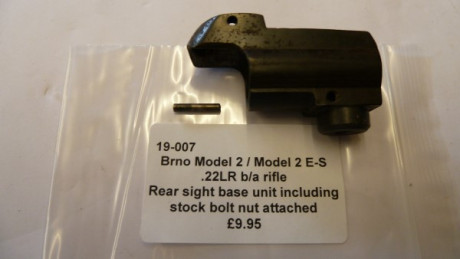 19-007
Brno Model 2 / Model 2 E-S
.22LR b/a rifle
Rear sight base unit including
stock bolt nut attached
£9.95